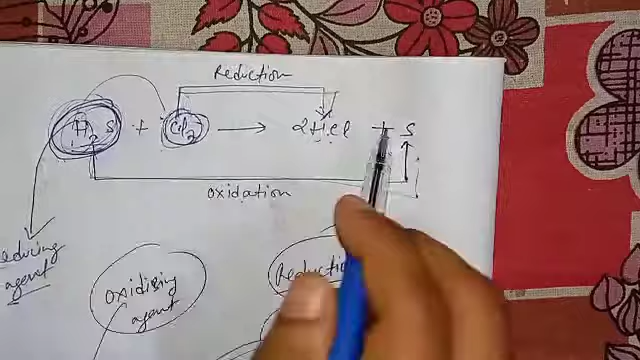 Reduction
H₂S + Cl₂ → 2HCl + S
oxidation
reducing
agent
oxidising
agent
Reduction